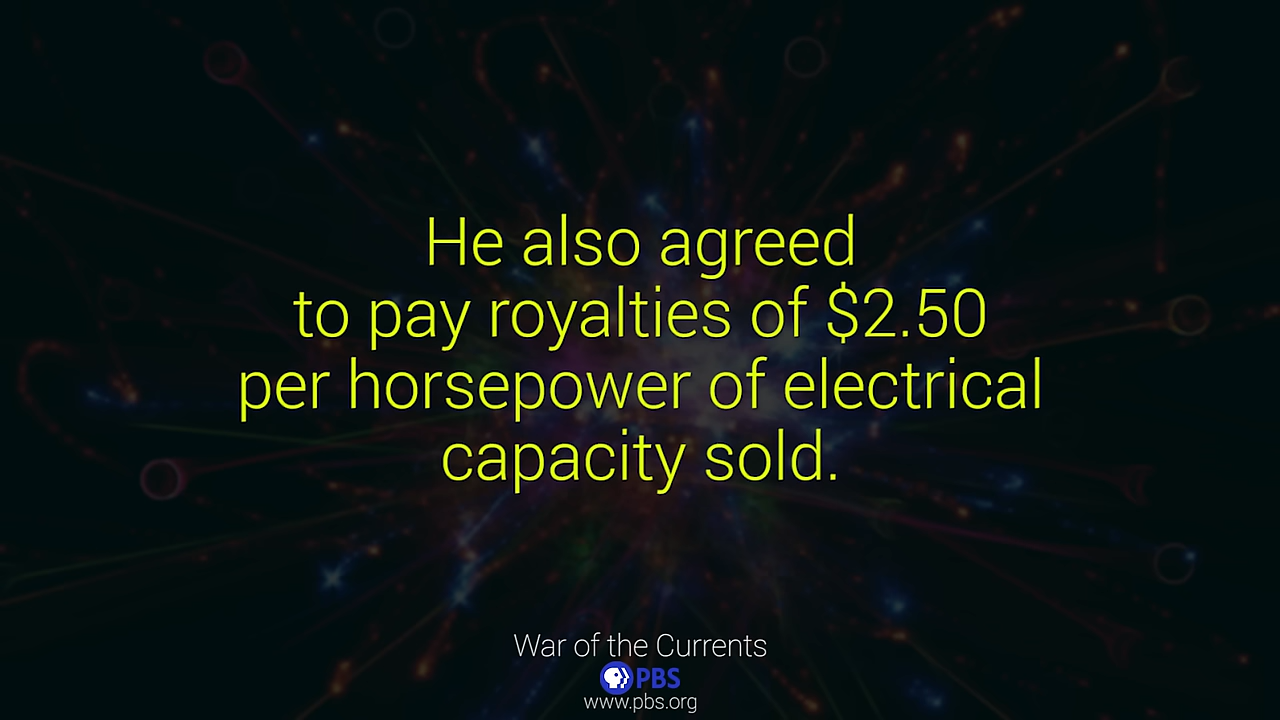 He also agreed
to pay royalties of $2.50
per horsepower of electrical
capacity sold.
War of the Currents
PBS
www.pbs.org